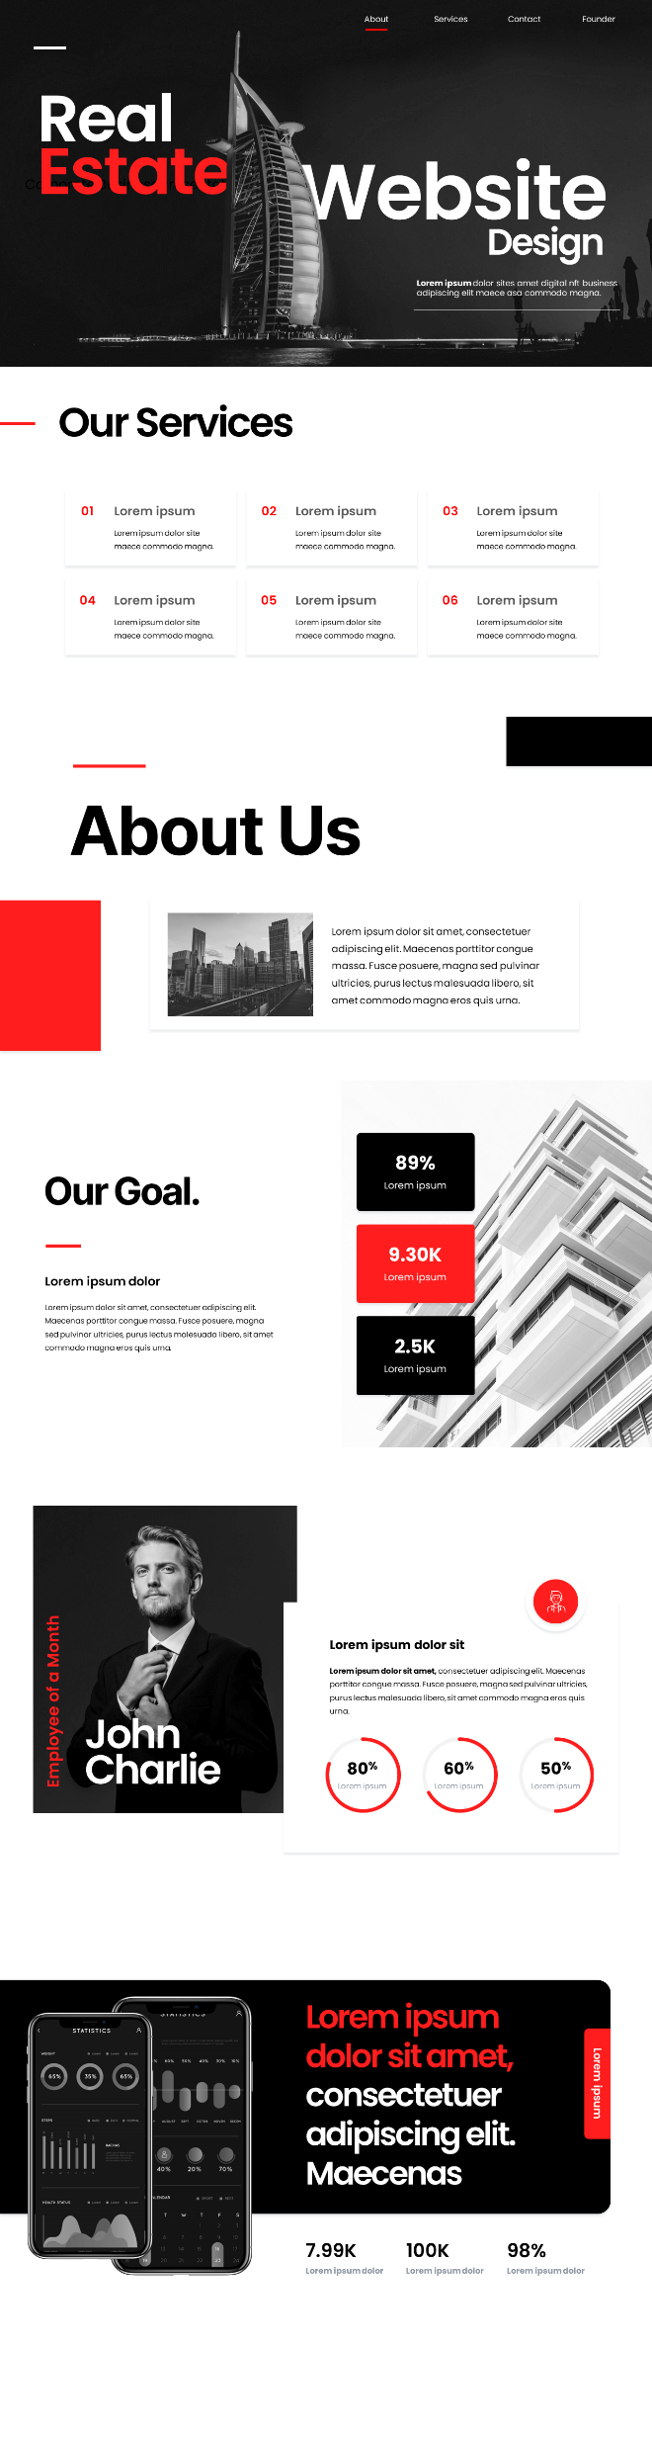 About Services Contact Founder
Real
Estate
Website
Design
Lorem ipsum dolor sites amet digital nft business
adipiscing elit maece asa commodo magna.
Our Services
01 Lorem ipsum
Lorem ipsum dolor site
maece commodo magna.
02 Lorem ipsum
Lorem ipsum dolor site
maece commodo magna.
03 Lorem ipsum
Lorem ipsum dolor site
maece commodo magna.
04 Lorem ipsum
Lorem ipsum dolor site
maece commodo magna.
05 Lorem ipsum
Lorem ipsum dolor site
maece commodo magna.
06 Lorem ipsum
Lorem ipsum dolor site
maece commodo magna.
About Us
Lorem ipsum dolor sit amet, consectetuer
adipiscing elit. Maecenas porttitor congue
massa. Fusce posuere, magna sed pulvinar
ultricies, purus lectus malesuada libero, sit
amet commodo magna eros quis urna.
Our Goal.
Lorem ipsum dolor
Lorem ipsum dolor sit amet, consectetuer adipiscing elit.
Maecenas porttitor congue massa. Fusce posuere, magna
sed pulvinar ultricies, purus lectus malesuada libero, sit amet
commodo magna eros quis urna.
89%
Lorem ipsum
9.30K
Lorem ipsum
2.5K
Lorem ipsum
Employee of a Month
John
Charlie
Lorem ipsum dolor sit
Lorem ipsum dolor sit amet, consectetuer adipiscing elit. Maecenas
porttitor congue massa. Fusce posuere, magna sed pulvinar ultricies,
purus lectus malesuada libero, sit amet commodo magna eros quis
urna.
80%
Lorem ipsum
60%
Lorem ipsum
50%
Lorem ipsum
STATISTICS
WEIGHT
65% 35% 65%
STEPS
HEALTH STATUS
STATISTICS
40% 20% 70%
Lorem ipsum
dolor sit amet,
consectetuer
adipiscing elit.
Maecenas
Lorem ipsum
7.99K
Lorem ipsum dolor
100K
Lorem ipsum dolor
98%
Lorem ipsum dolor